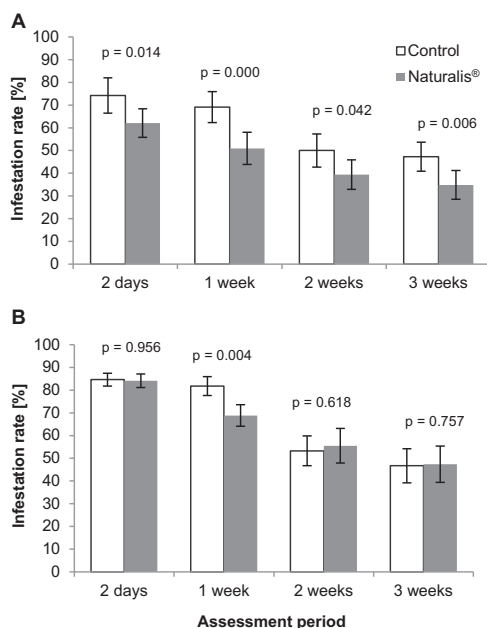 A
Control
Naturalis®
p = 0.014
p = 0.000
p = 0.042
p = 0.006
Infestation rate [%]
100
90
80
70
60
50
40
30
20
10
0
2 days
1 week
2 weeks
3 weeks
B
p = 0.956
p = 0.004
p = 0.618
p = 0.757
Infestation rate [%]
100
90
80
70
60
50
40
30
20
10
0
2 days
1 week
2 weeks
3 weeks
Assessment period